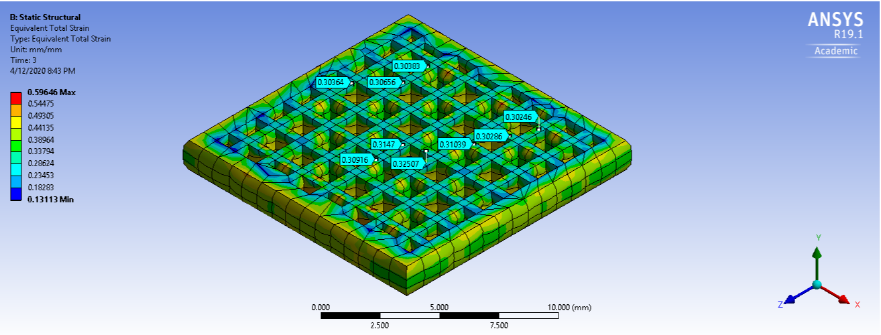 B: Static Structural
Equivalent Total Strain
Type: Equivalent Total Strain
Unit: mm/mm
Time: 3
4/12/2020 8:43 PM
0.59646 Max
0.54475
0.49305
0.44135
0.38964
0.33794
0.28624
0.23453
0.18283
0.13113 Min
ANSYS
R19.1
Academic
0.30383
0.30364
0.30656
0.30246
0.30286
0.3147
0.31039
0.30916
0.32507
0.000
5.000
10.000 (mm)
2.500
7.500
Y
Z
X